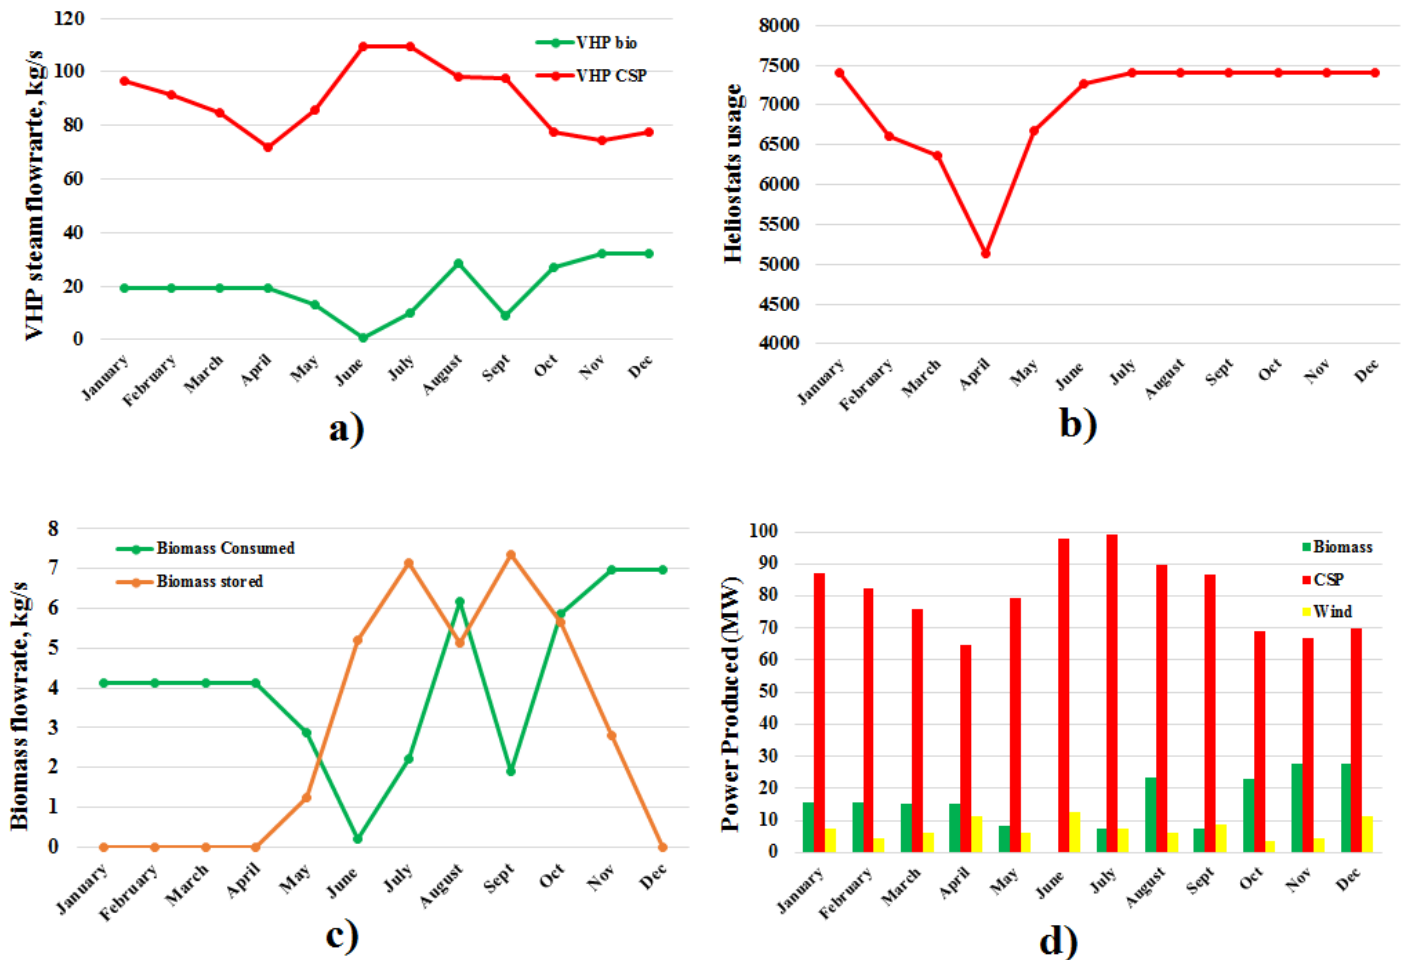 120
100
80
60
40
20
0
VHP steam flowrarte, kg/s
VHP bio
VHP CSP
January
February
March
April
May
June
July
August
Sept
Oct
Nov
Dec
a)
8000
7500
7000
6500
6000
5500
5000
4500
4000
Heliostats usage
January
February
March
April
May
June
July
August
Sept
Oct
Nov
Dec
b)
8
7
6
5
4
3
2
1
0
Biomass flowrate, kg/s
Biomass Consumed
Biomass stored
January
February
March
April
May
June
July
August
Sept
Oct
Nov
Dec
c)
100
90
80
70
60
50
40
30
20
10
0
Power Produced (MW)
Biomass
CSP
Wind
January
February
March
April
May
June
July
August
Sept
Oct
Nov
Dec
d)